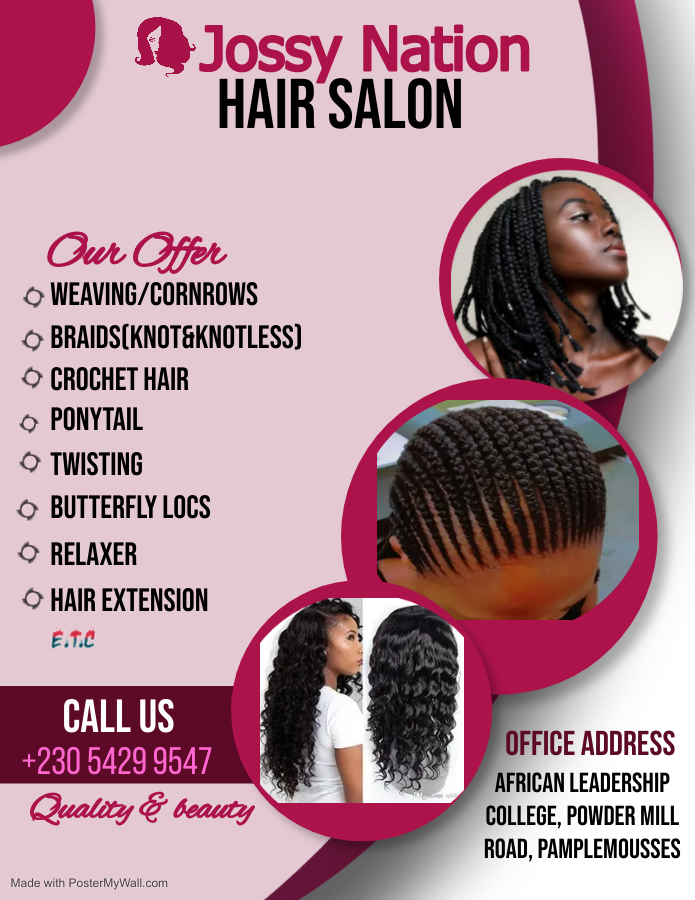 Jossy Nation
HAIR SALON
Our Offer
WEAVING/CORNROWS
BRAIDS(KNOT&KNOTLESS)
CROCHET HAIR
PONYTAIL
TWISTING
BUTTERFLY LOCS
RELAXER
HAIR EXTENSION
E.T.C
CALL US
+230 5429 9547
Quality & beauty
OFFICE ADDRESS
AFRICAN LEADERSHIP
COLLEGE, POWDER MILL
ROAD, PAMPLEMOUSSES
Made with PosterMyWall.com